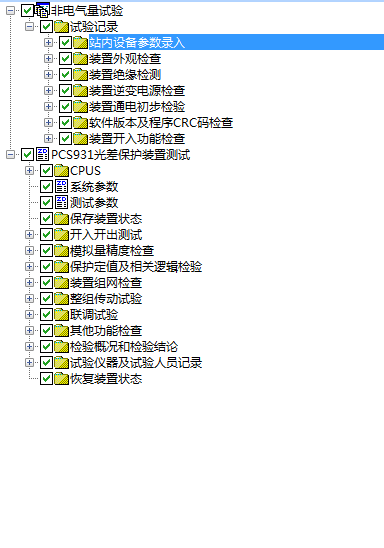 非电气量试验
试验记录
站内设备参数录入
装置外观检查
装置绝缘检测
装置逆变电源检查
装置通电初步检验
软件版本及程序CRC码检查
装置开入功能检查
PCS931光差保护装置测试
CPUS
系统参数
测试参数
保存装置状态
开入开出测试
模拟量精度检查
保护定值及相关逻辑检验
装置组网检查
整组传动试验
联调试验
其他功能检查
检验概况和检验结论
试验仪器及试验人员记录
恢复装置状态